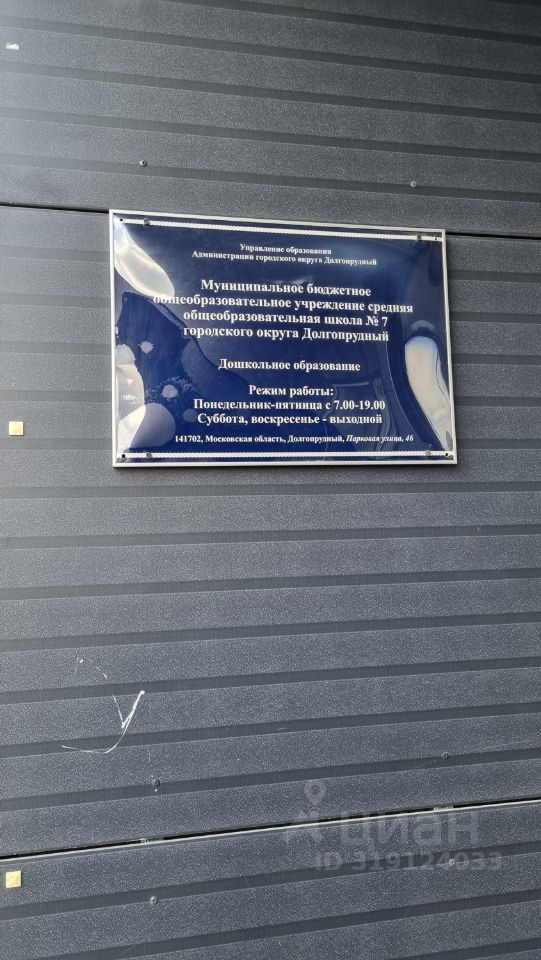 Управление образования
Администрации городского округа Долгопрудный
Муниципальное бюджетное
общеобразовательное учреждение средняя
общеобразовательная школа № 7
городского округа Долгопрудный
Дошкольное образование
Режим работы:
Понедельник-пятница с 7.00-19.00
Суббота, воскресенье - выходной
141702, Московская область, Долгопрудный, Парковая улица, 46
циан
ID 319124033